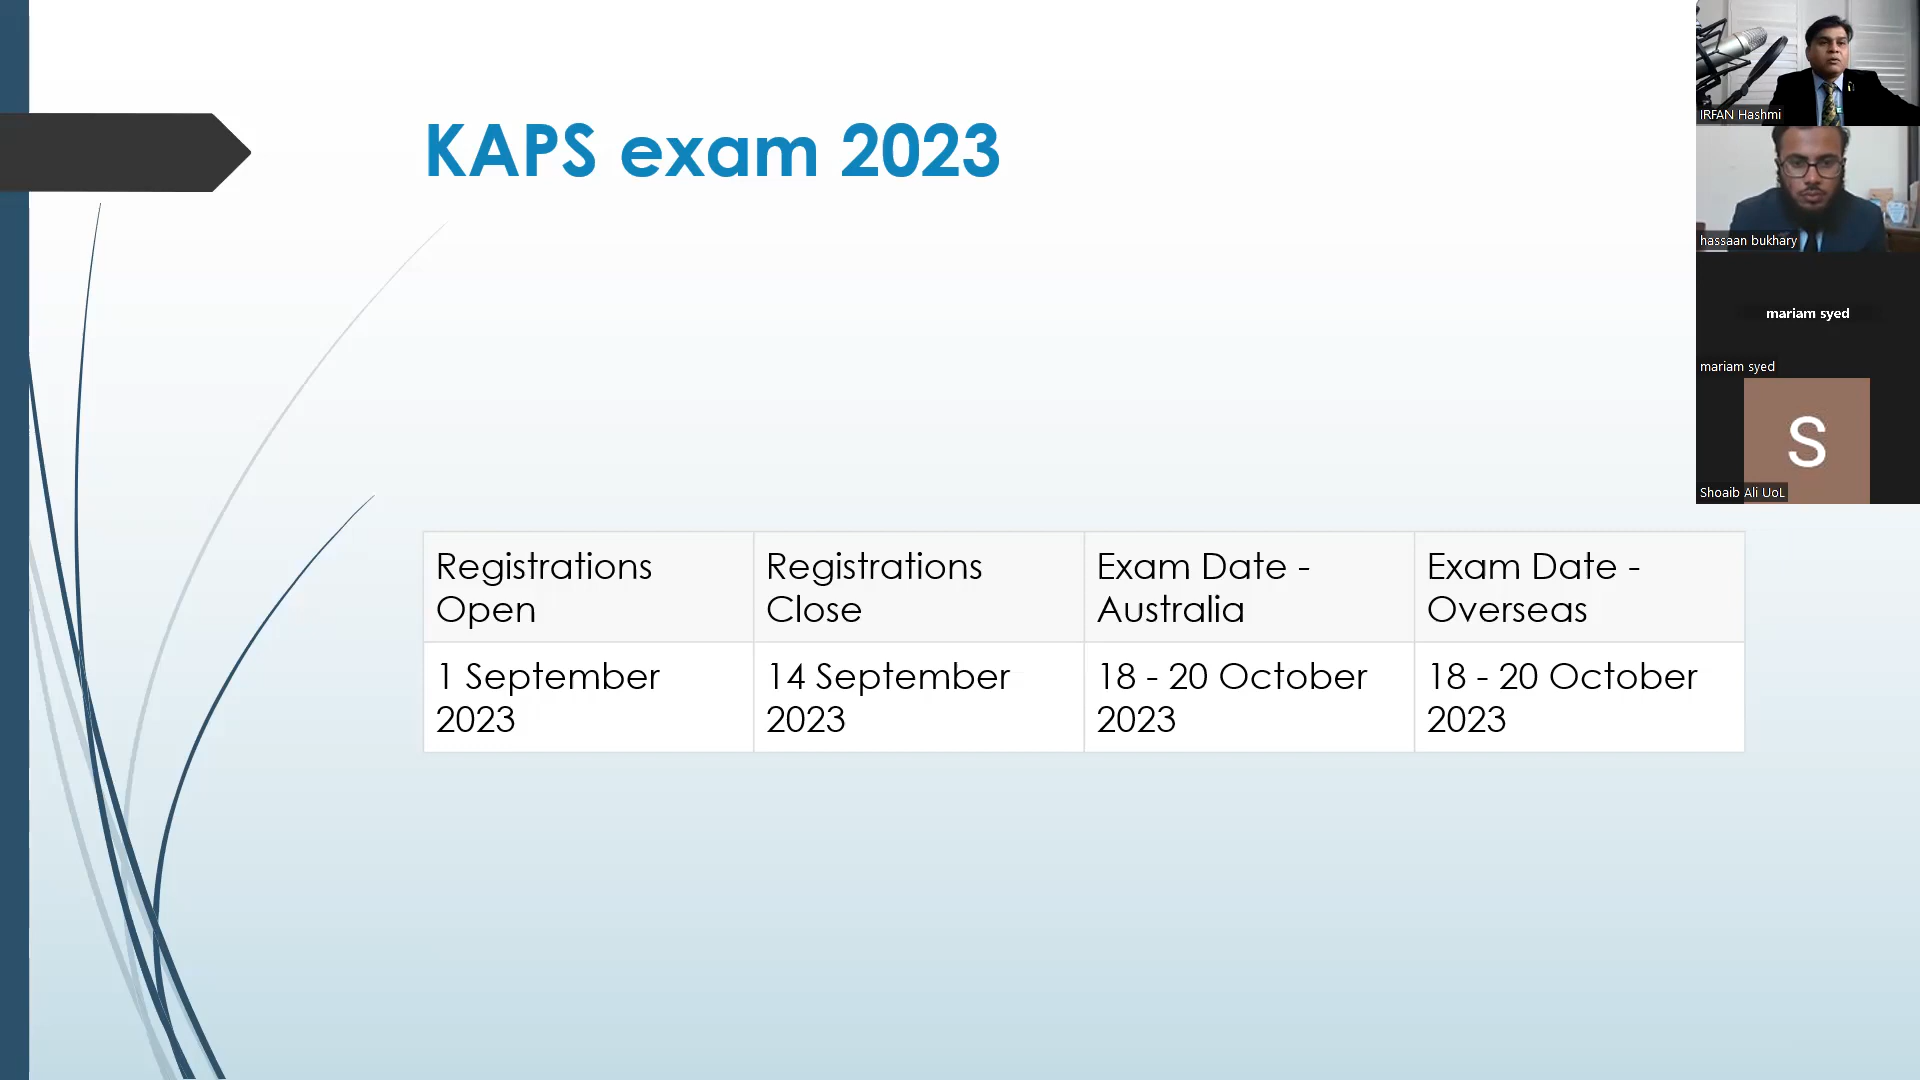 KAPS exam 2023
IRFAN Hashmi
hassaan bukhary
mariam syed
mariam syed
S
Shoaib Ali UoL
Registrations
Open
Registrations
Close
Exam Date -
Australia
Exam Date -
Overseas
1 September
2023
14 September
2023
18 - 20 October
2023
18 - 20 October
2023